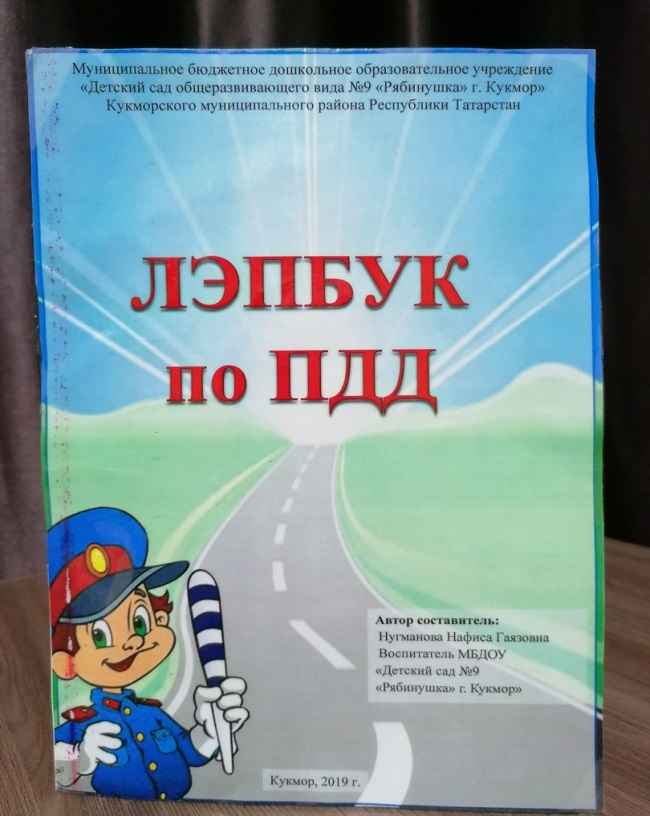 Муниципальное бюджетное дошкольное образовательное учреждение
«Детский сад общеразвивающего вида №9 «Рябинушка» г. Кукмор»
Кукморского муниципального района Республики Татарстан
ЛЭПБУК
по ПДД
Автор составитель:
Нугманова Нафиса Гаязовна
Воспитатель МБДОУ
«Детский сад №9
«Рябинушка» г. Кукмор»
Кукмор, 2019 г.